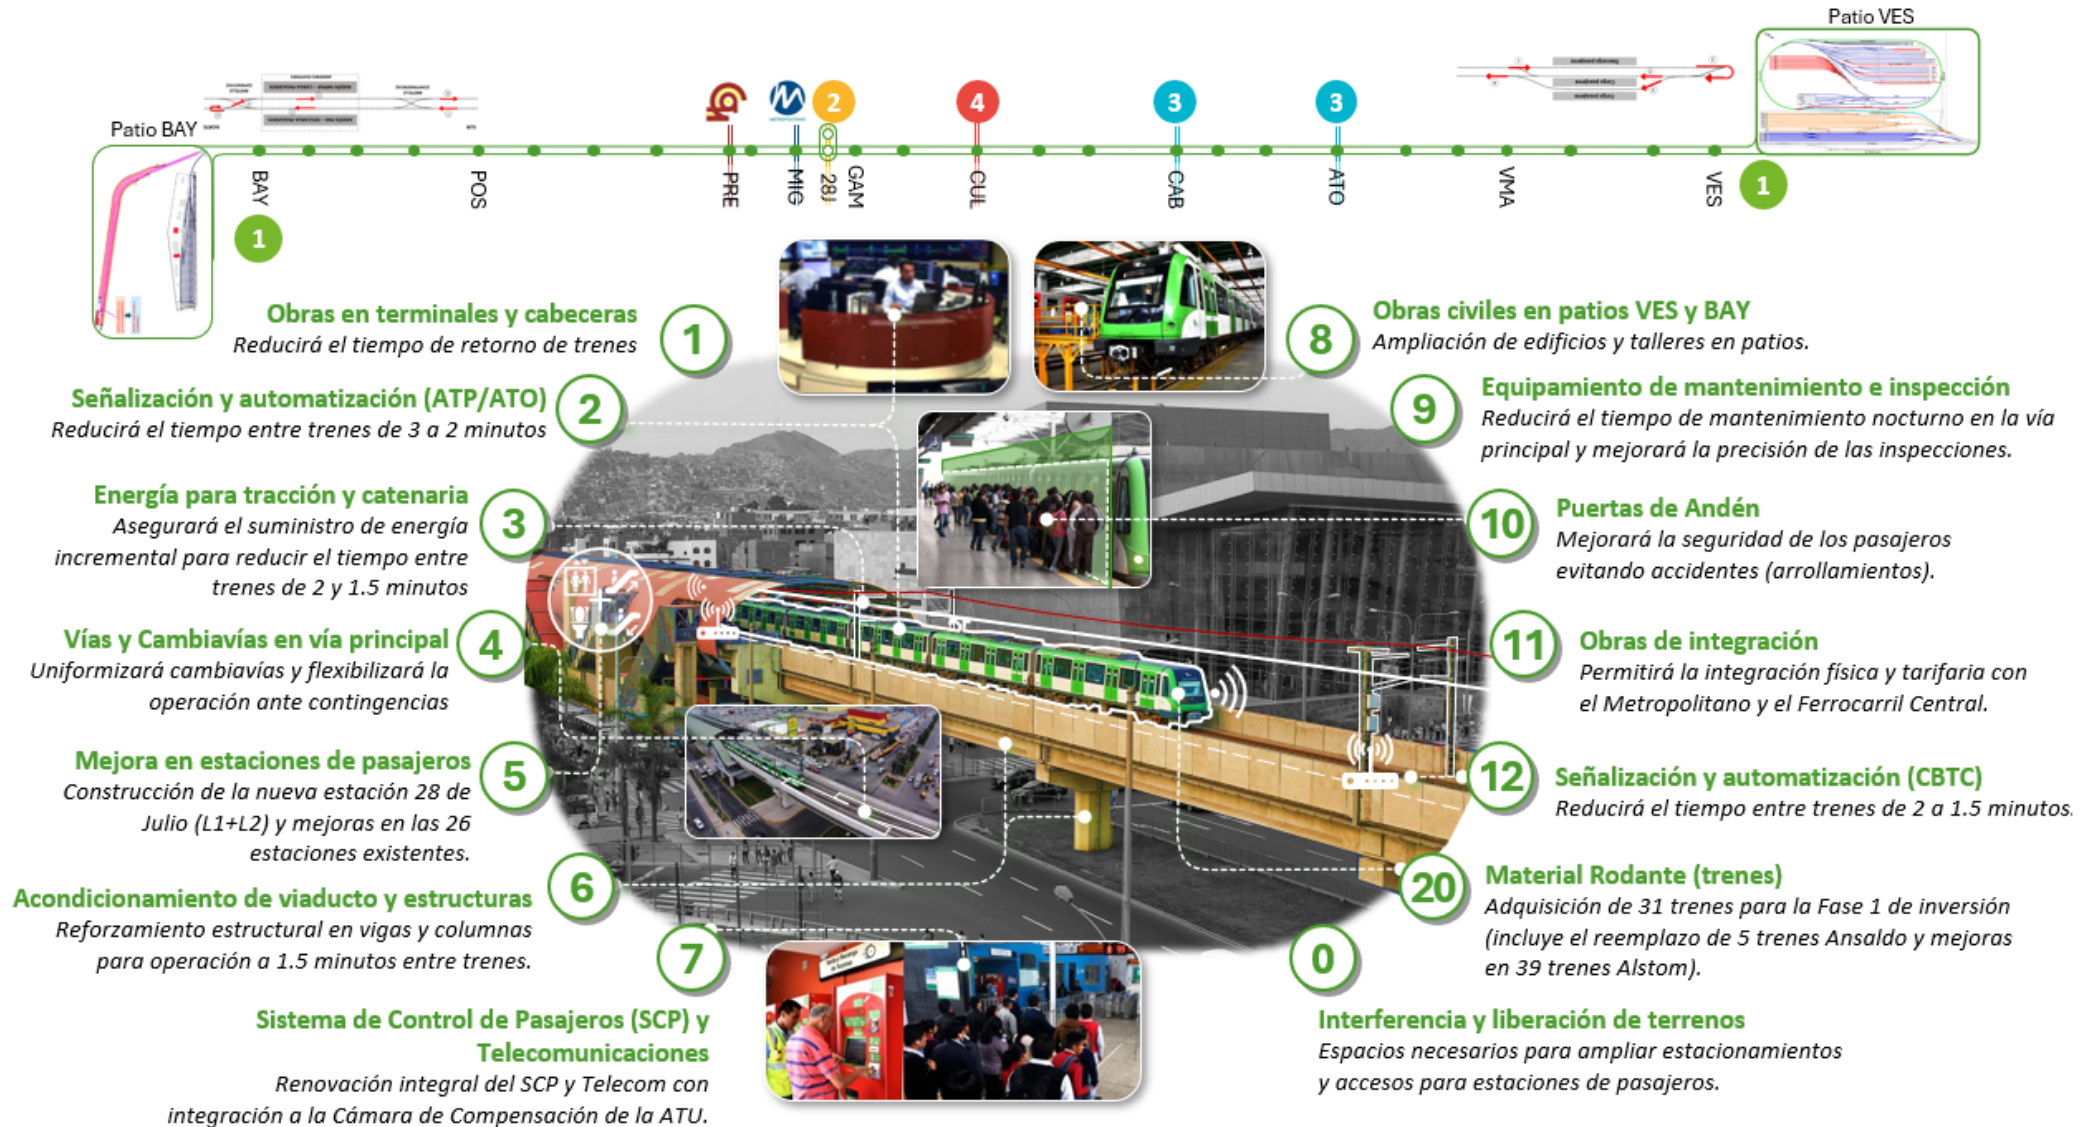 Patio VES
2
4
3
3
Patio BAY
BAY
POS
PRE
MIG
28J
GAM
CUL
CAB
ATO
VMA
VES
1
1
Obras en terminales y cabeceras
Reducirá el tiempo de retorno de trenes
1
Señalización y automatización (ATP/ATO)
Reducirá el tiempo entre trenes de 3 a 2 minutos
2
Energía para tracción y catenaria
Asegurará el suministro de energía
incremental para reducir el tiempo entre
trenes de 2 y 1.5 minutos
3
Vías y Cambiavías en vía principal
Uniformizará cambiavías y flexibilizará la
operación ante contingencias
4
Mejora en estaciones de pasajeros
Construcción de la nueva estación 28 de
Julio (L1+L2) y mejoras en las 26
estaciones existentes.
5
Acondicionamiento de viaducto y estructuras
Reforzamiento estructural en vigas y columnas
para operación a 1.5 minutos entre trenes.
6
7
Sistema de Control de Pasajeros (SCP) y
Telecomunicaciones
Renovación integral del SCP y Telecom con
integración a la Cámara de Compensación de la ATU.
8
Obras civiles en patios VES y BAY
Ampliación de edificios y talleres en patios.
9
Equipamiento de mantenimiento e inspección
Reducirá el tiempo de mantenimiento nocturno en la vía
principal y mejorará la precisión de las inspecciones.
10
Puertas de Andén
Mejorará la seguridad de los pasajeros
evitando accidentes (arrollamientos).
11
Obras de integración
Permitirá la integración física y tarifaria con
el Metropolitano y el Ferrocarril Central.
12
Señalización y automatización (CBTC)
Reducirá el tiempo entre trenes de 2 a 1.5 minutos.
20
Material Rodante (trenes)
Adquisición de 31 trenes para la Fase 1 de inversión
(incluye el reemplazo de 5 trenes Ansaldo y mejoras
en 39 trenes Alstom).
0
Interferencia y liberación de terrenos
Espacios necesarios para ampliar estacionamientos
y accesos para estaciones de pasajeros.